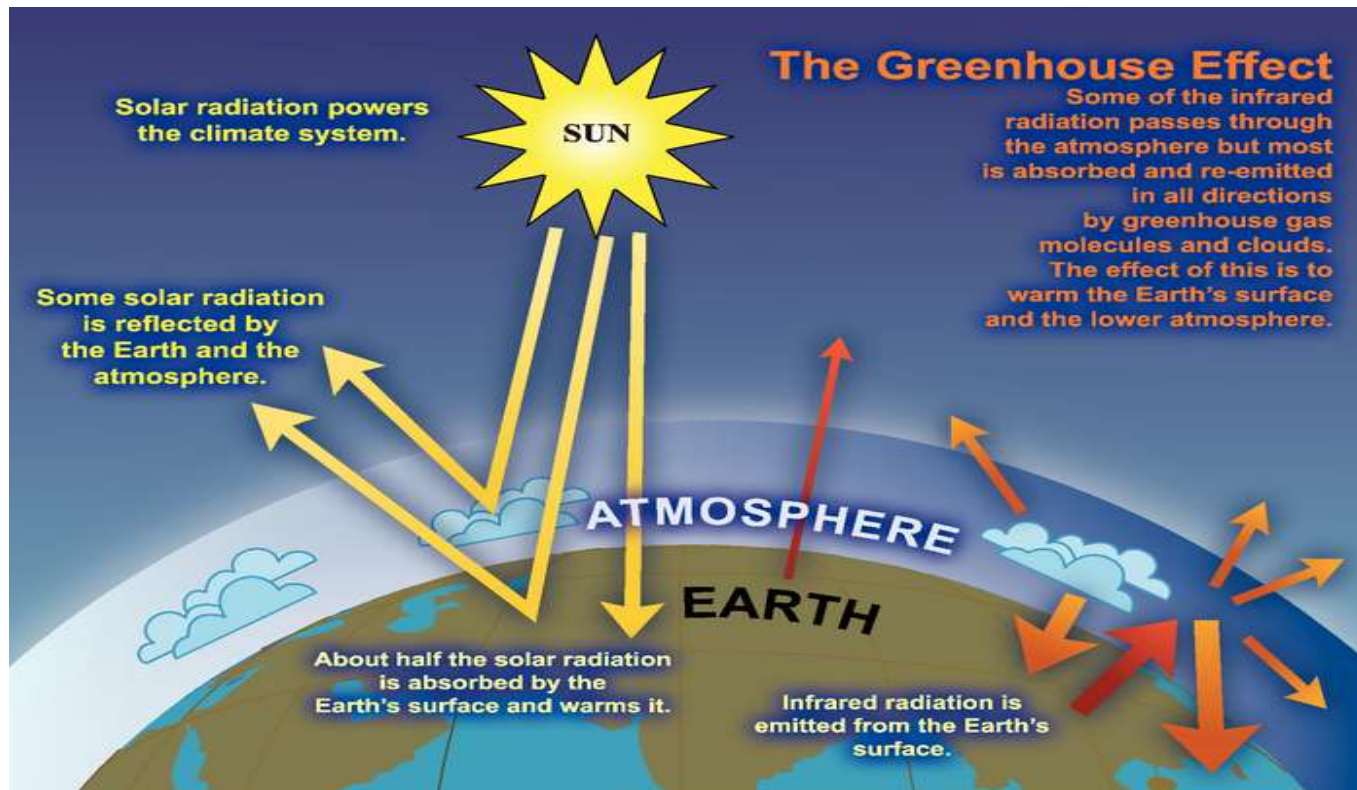 Solar radiation powers
the climate system.
SUN
The Greenhouse Effect
Some of the infrared
radiation passes through
the atmosphere but most
is absorbed and re-emitted
in all directions
by greenhouse gas
molecules and clouds.
The effect of this is to
warm the Earth's surface
and the lower atmosphere.
Some solar radiation
is reflected by
the Earth and the
atmosphere.
ATMOSPHERE
EARTH
About half the solar radiation
is absorbed by the
Earth's surface and warms it.
Infrared radiation is
emitted from the Earth's
surface.